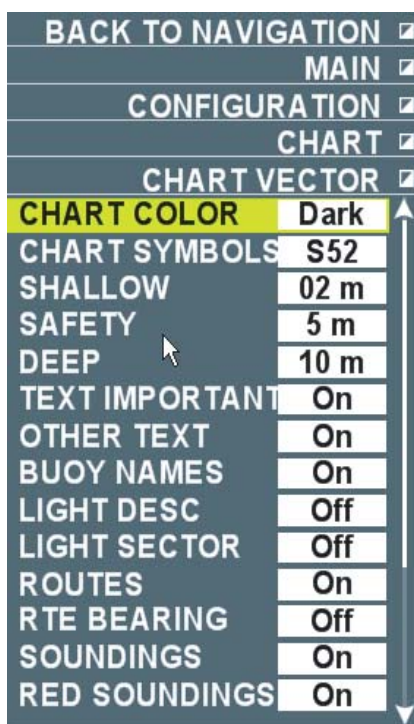 BACK TO NAVIGATION
MAIN
CONFIGURATION
CHART
CHART VECTOR
CHART COLOR Dark
CHART SYMBOLS S52
SHALLOW 02 m
SAFETY 5 m
DEEP 10 m
TEXT IMPORTANT On
OTHER TEXT On
BUOY NAMES On
LIGHT DESC Off
LIGHT SECTOR Off
ROUTES On
RTE BEARING Off
SOUNDINGS On
RED SOUNDINGS On